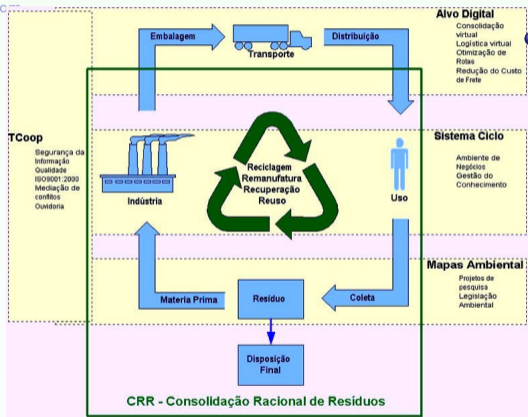 Alvo Digital
Consolidação
virtual
Logística virtual
Otimização de
Rotas
Redução do Custo
de Frete
Embalagem
Transporte
Distribuição
TCoop
Segurança da
Informação
Qualidade
ISO9001:2000
Mediação de
conflitos
Ouvidoria
Indústria
Reciclagem
Remanufatura
Recuperação
Reuso
Uso
Sistema Ciclo
Ambiente de
Negócios
Gestão do
Conhecimento
Mapas Ambiental
Projetos de
pesquisa
Legislação
Ambiental
Materia Prima
Resíduo
Coleta
Disposição
Final
CRR - Consolidação Racional de Resíduos